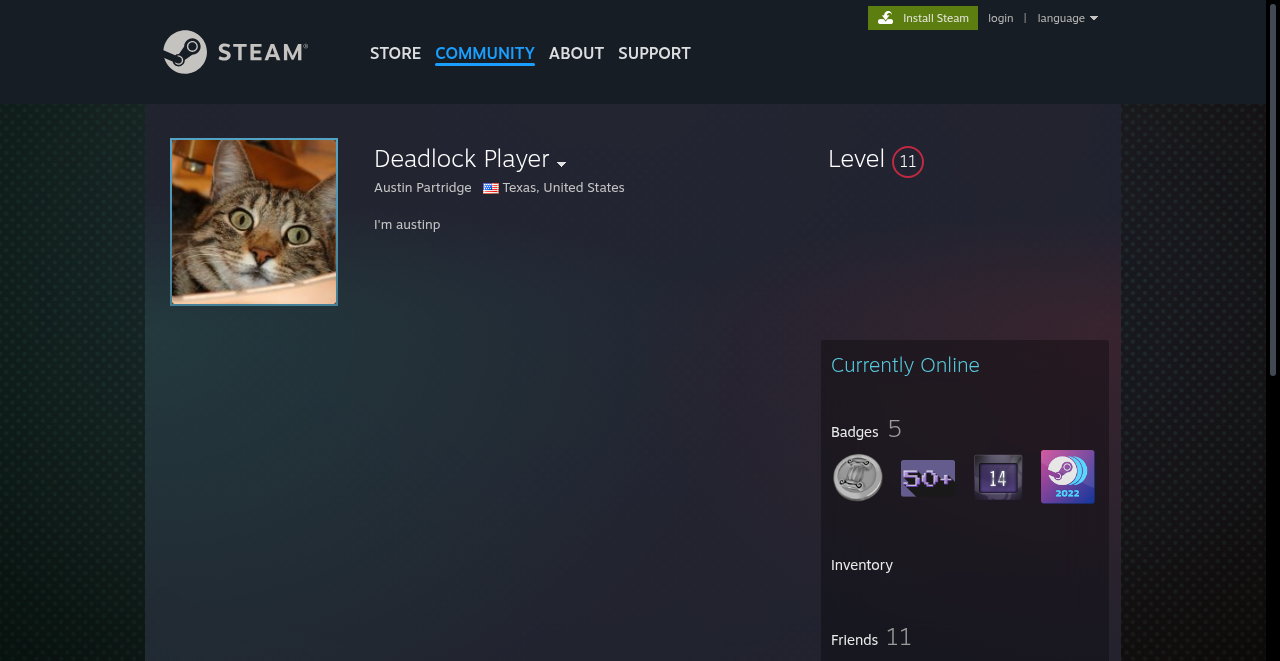 Install Steam login | language
STEAM®
STORE COMMUNITY ABOUT SUPPORT
Deadlock Player
Level 11
Austin Partridge Texas, United States
I'm austinp
Currently Online
Badges 5
50+
14
2022
Inventory
Friends 11